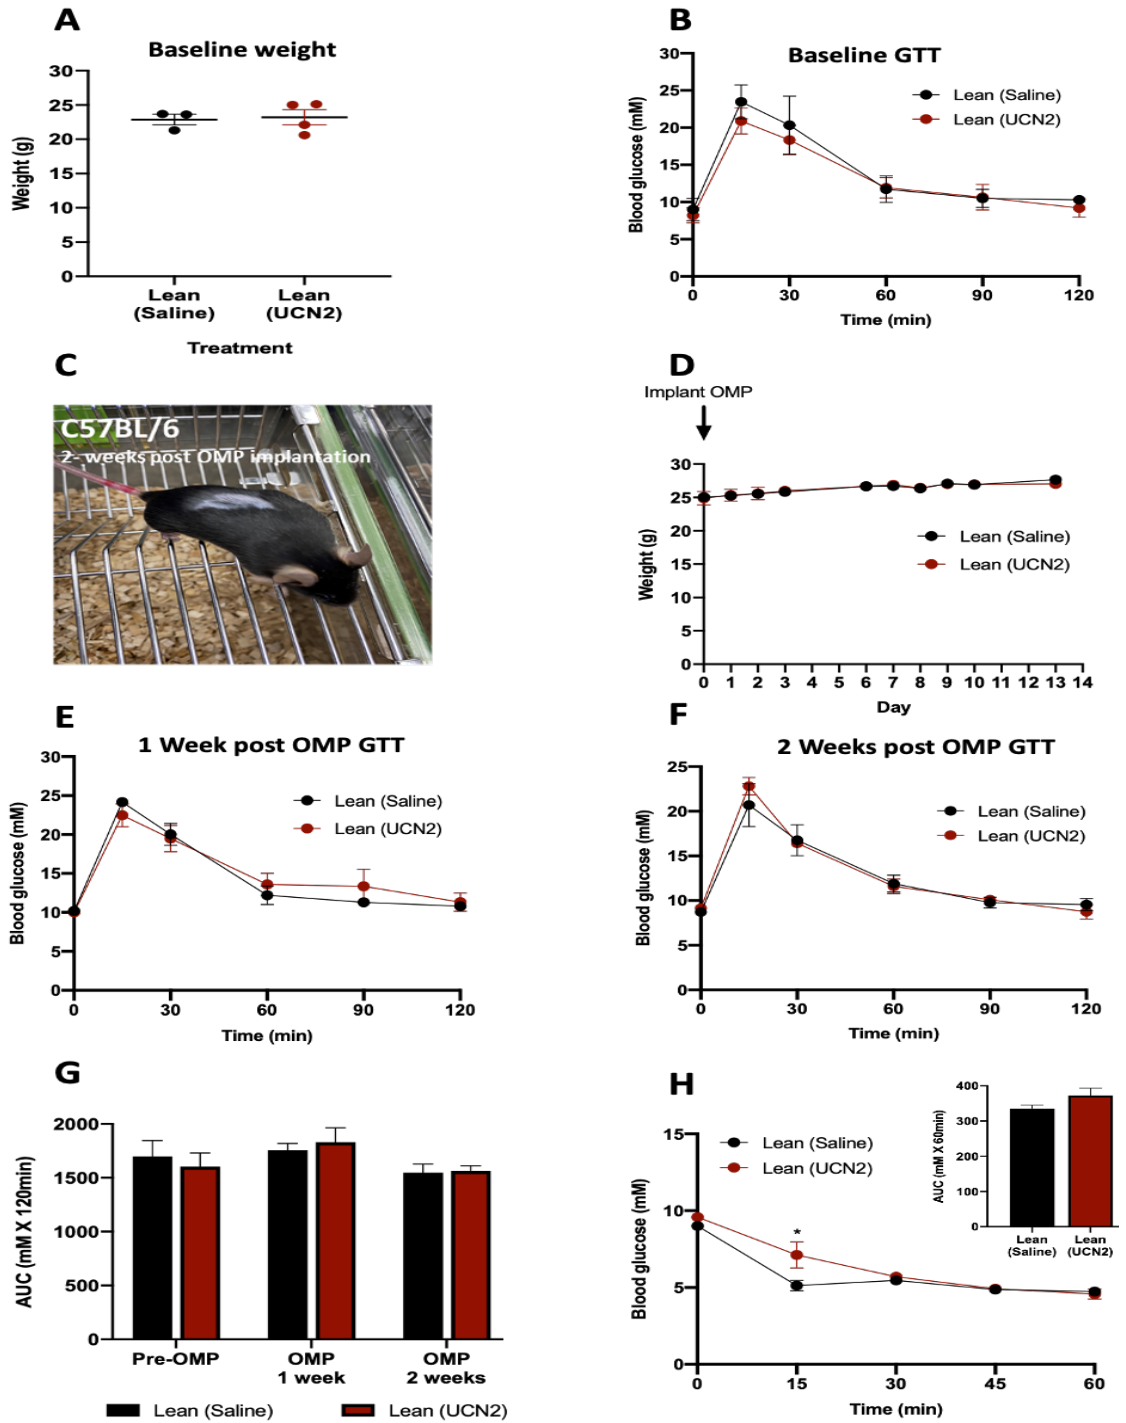 A
Baseline weight
30
25
20
15
10
5
0
Weight (g)
Lean
(Saline)
Lean
(UCN2)
Treatment
B
Baseline GTT
30
25
20
15
10
5
0
Blood glucose (mM)
Lean (Saline)
Lean (UCN2)
0 30 60 90 120
Time (min)
C
C57BL/6
2- weeks post OMP implantation
D
Implant OMP
30
25
20
15
10
5
0
Weight (g)
Lean (Saline)
Lean (UCN2)
0 1 2 3 4 5 6 7 8 9 10 11 12 13 14
Day
E
1 Week post OMP GTT
30
25
20
15
10
5
0
Blood glucose (mM)
Lean (Saline)
Lean (UCN2)
0 30 60 90 120
Time (min)
F
2 Weeks post OMP GTT
25
20
15
10
5
0
Blood glucose (mM)
Lean (Saline)
Lean (UCN2)
0 30 60 90 120
Time (min)
G
2000
1500
1000
500
0
AUC (mM X 120min)
Pre-OMP
OMP
1 week
OMP
2 weeks
Lean (Saline)
Lean (UCN2)
H
15
10
5
0
Blood glucose (mM)
Lean (Saline)
Lean (UCN2)
*
0 15 30 45 60
Time (min)
400
300
200
100
0
AUC (mM X 60min)
Lean
(Saline)
Lean
(UCN2)